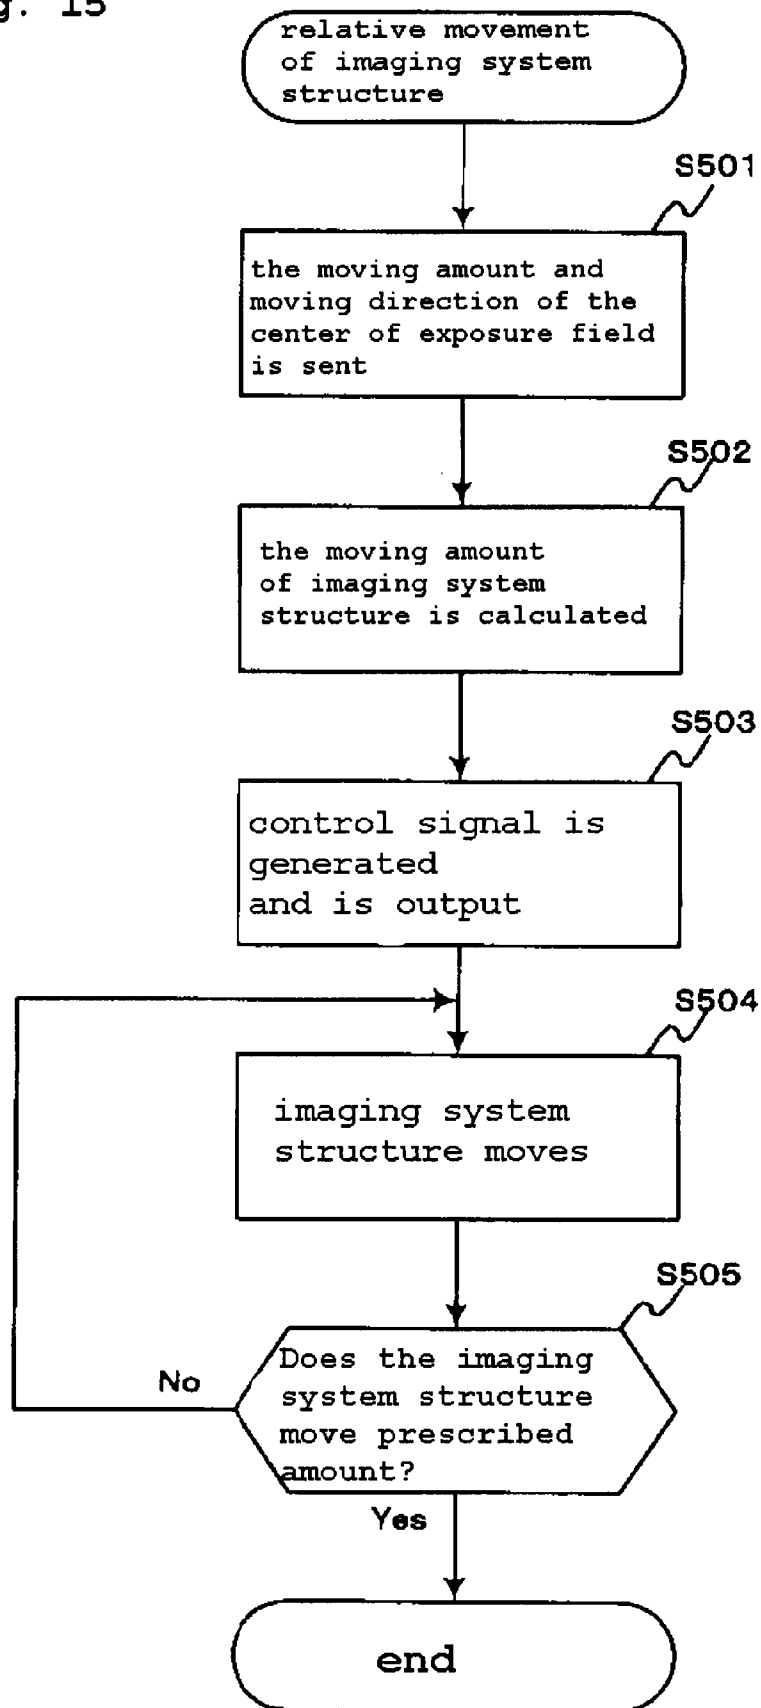 g. 15
relative movement
of imaging system
structure
S501
the moving amount and
moving direction of the
center of exposure field
is sent
S502
the moving amount
of imaging system
structure is calculated
S503
control signal is
generated
and is output
S504
imaging system
structure moves
S505
Does the imaging
system structure
move prescribed
amount?
No
Yes
end